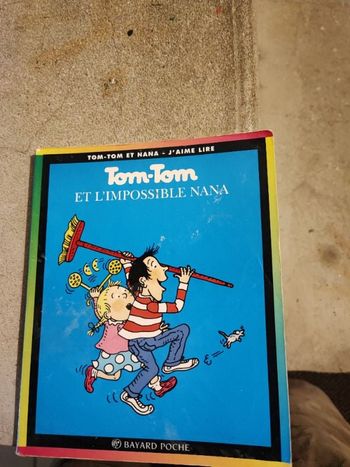 TOM-TOM ET NANA - J'AIME LIRE
Tom-Tom
ET L'IMPOSSIBLE NANA
BAYARD POCHE